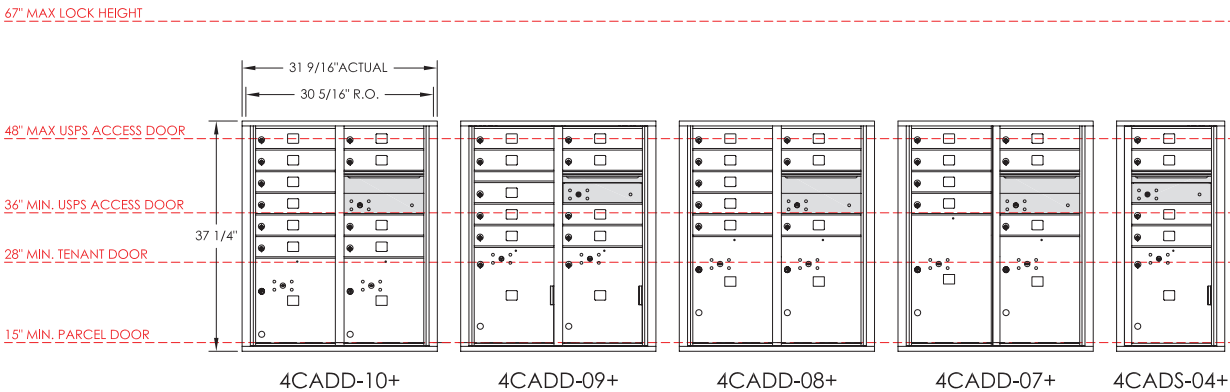 67" MAX LOCK HEIGHT
31 9/16"ACTUAL
30 5/16" R.O.
48" MAX USPS ACCESS DOOR
36" MIN. USPS ACCESS DOOR
37 1/4"
28" MIN. TENANT DOOR
15" MIN. PARCEL DOOR
4CADD-10+ 4CADD-09+ 4CADD-08+ 4CADD-07+ 4CADS-04+